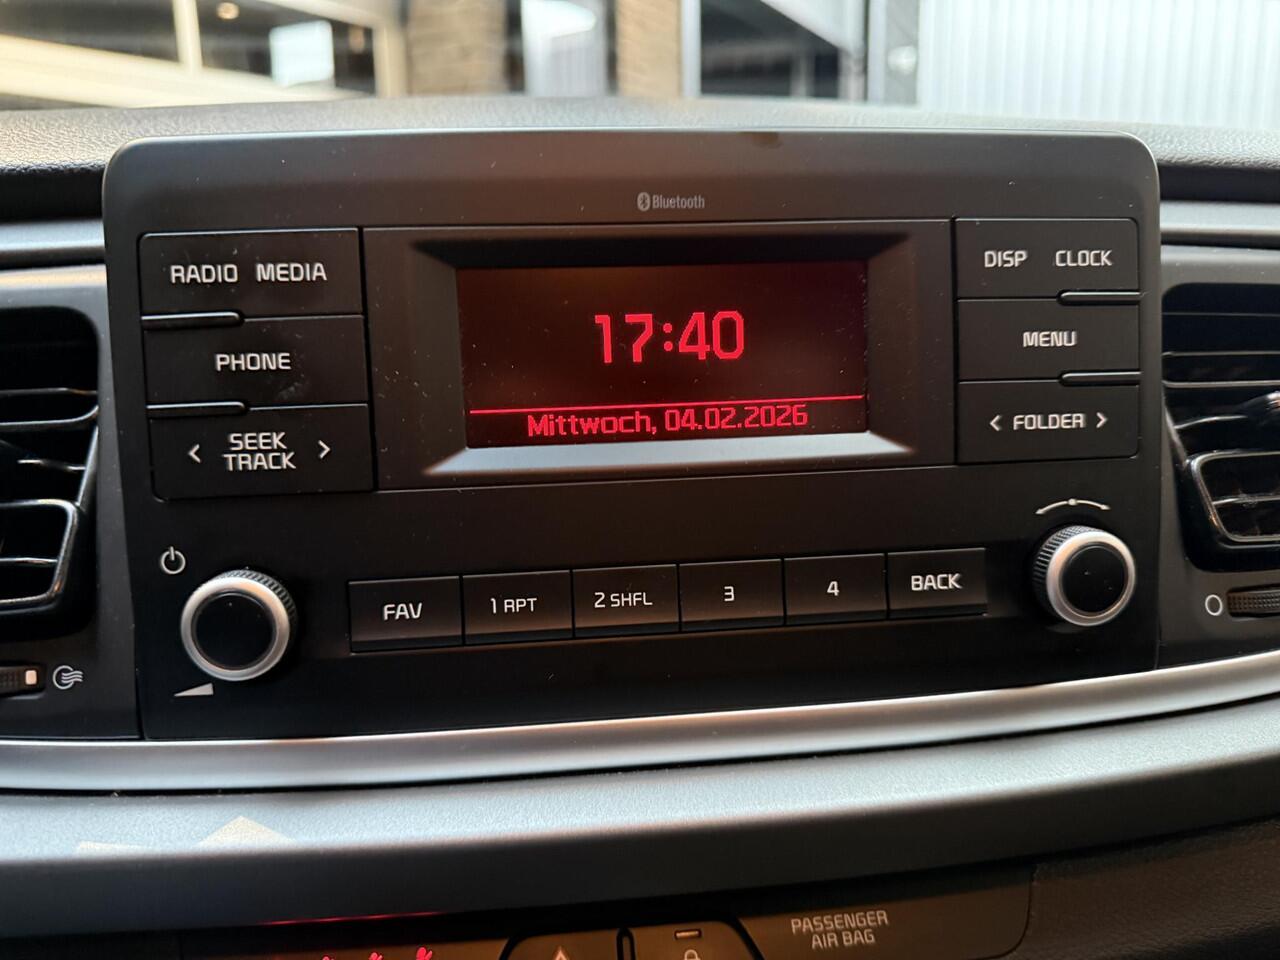 Bluetooth
RADIO MEDIA
DISP CLOCK
17:40
PHONE
MENU
Mittwoch, 04.02.2026
< SEEK TRACK >
< FOLDER >
FAV
1 RPT
2 SHFL
3
4
BACK
PASSENGER
AIR BAG